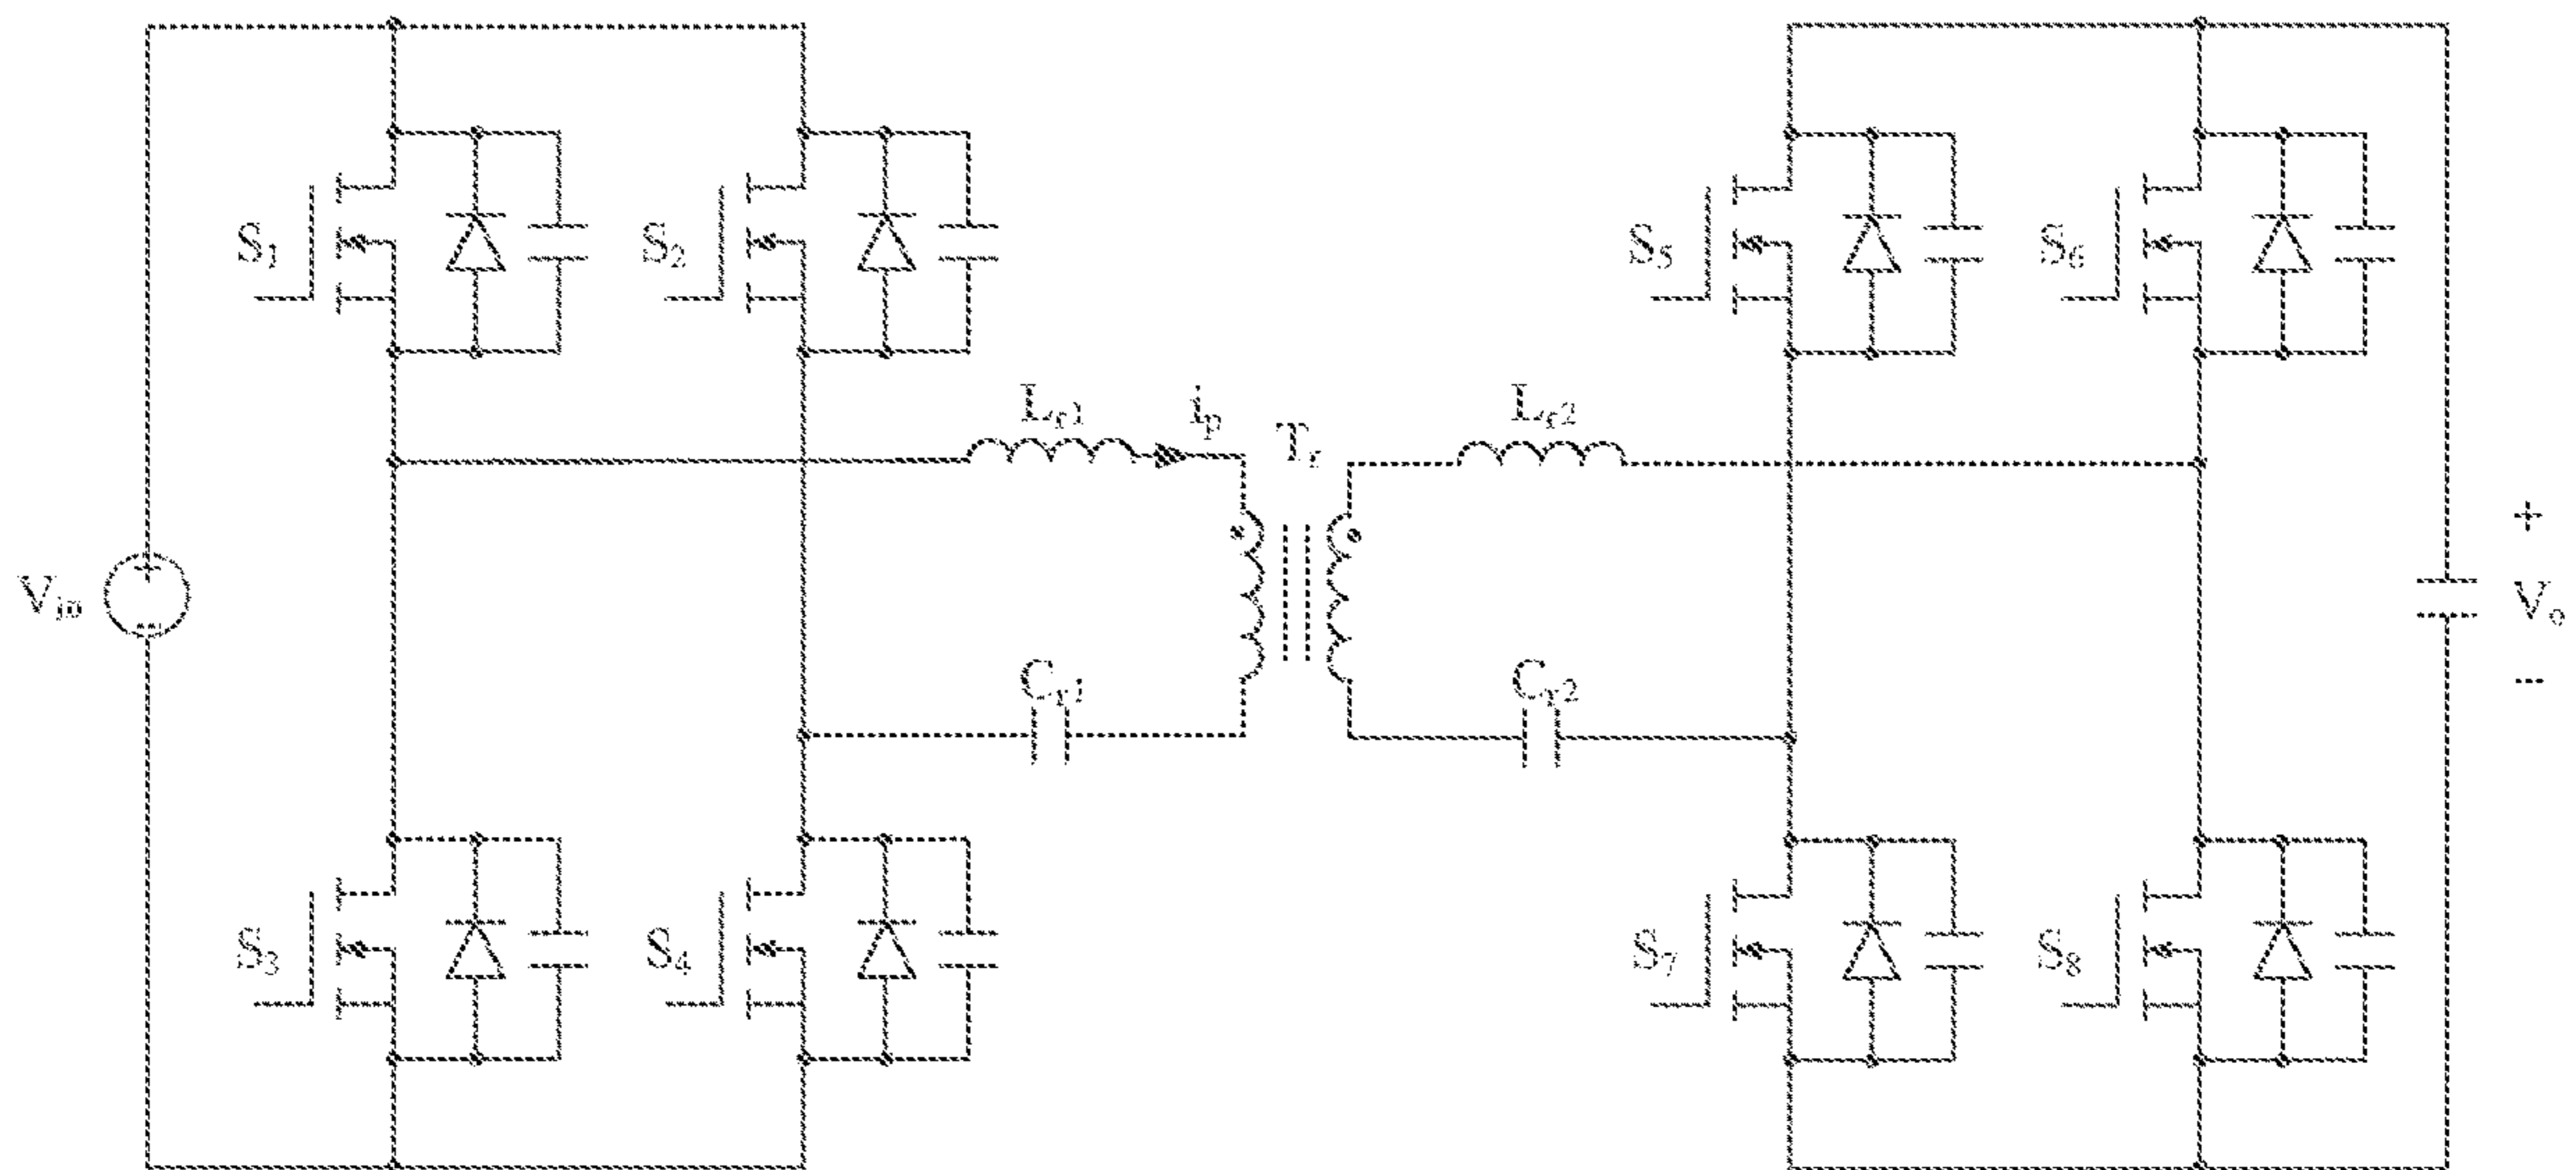 S₁
S₂
S₅
S₆
Lᵣ₁
iₚ
Tᵣ
Lᵣ₂
Vᵢₙ
+
Vₒ
-
Cᵣ₁
Cᵣ₂
S₃
S₄
S₇
S₈